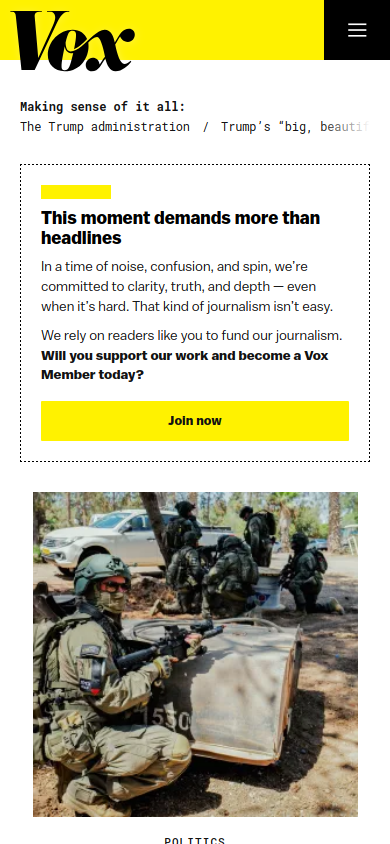 Vox
Making sense of it all:
The Trump administration / Trump's "big, beauti
This moment demands more than
headlines
In a time of noise, confusion, and spin, we're
committed to clarity, truth, and depth — even
when it's hard. That kind of journalism isn't easy.
We rely on readers like you to fund our journalism.
Will you support our work and become a Vox
Member today?
Join now
1550
POLITICS